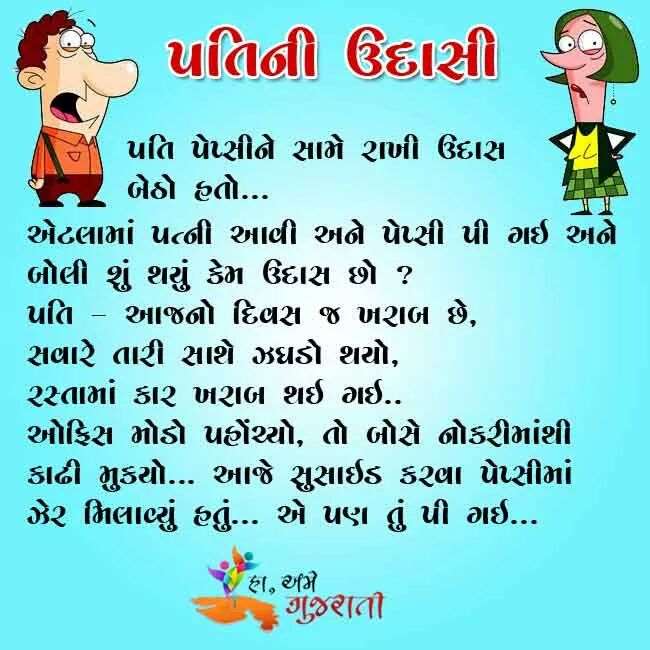 પતિની ઉદાસી
પતિ પેપ્સીને સામે રાખી ઉદાસ
બેઠો હતો...
એટલામાં પત્ની આવી અને પેપ્સી પી ગઈ અને
બોલી શું થયું કેમ ઉદાસ છો ?
પતિ – આજનો દિવસ જ ખરાબ છે,
સવારે તારી સાથે ઝઘડો થયો,
રસ્તામાં કાર ખરાબ થઈ ગઈ..
ઓફિસ મોડો પહોંચ્યો, તો બોસે નોકરીમાંથી
કાઢી મુકયો... આજે સુસાઈડ કરવા પેપ્સીમાં
ઝેર મિલાવ્યું હતું... એ પણ તું પી ગઈ...
હા, અમે
ગુજરાતી